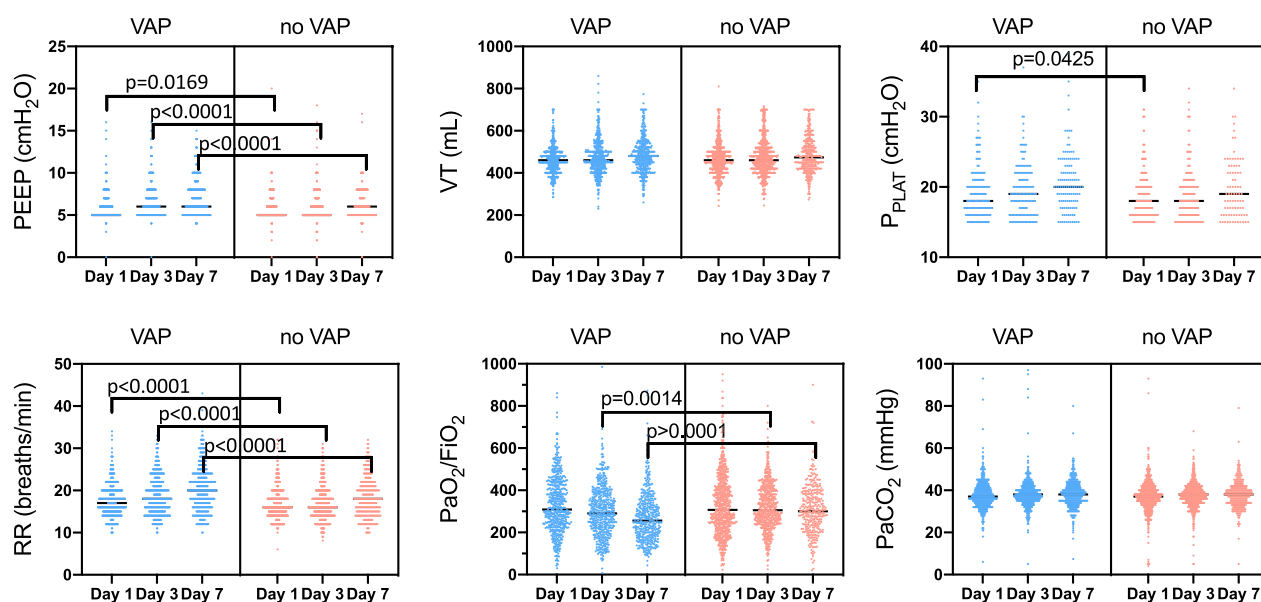 VAP no VAP
PEEP (cmH2O)
25
20
15
10
5
0
p=0.0169
p<0.0001
p<0.0001
Day 1 Day 3 Day 7 Day 1 Day 3 Day 7
VAP no VAP
VT (mL)
1000
800
600
400
200
0
Day 1 Day 3 Day 7 Day 1 Day 3 Day 7
VAP no VAP
PPLAT (cmH2O)
40
30
20
10
p=0.0425
Day 1 Day 3 Day 7 Day 1 Day 3 Day 7
VAP no VAP
RR (breaths/min)
50
40
30
20
10
0
p<0.0001
p<0.0001
p<0.0001
Day 1 Day 3 Day 7 Day 1 Day 3 Day 7
VAP no VAP
PaO2/FiO2
1000
800
600
400
200
0
p=0.0014
p>0.0001
Day 1 Day 3 Day 7 Day 1 Day 3 Day 7
VAP no VAP
PaCO2 (mmHg)
100
80
60
40
20
0
Day 1 Day 3 Day 7 Day 1 Day 3 Day 7